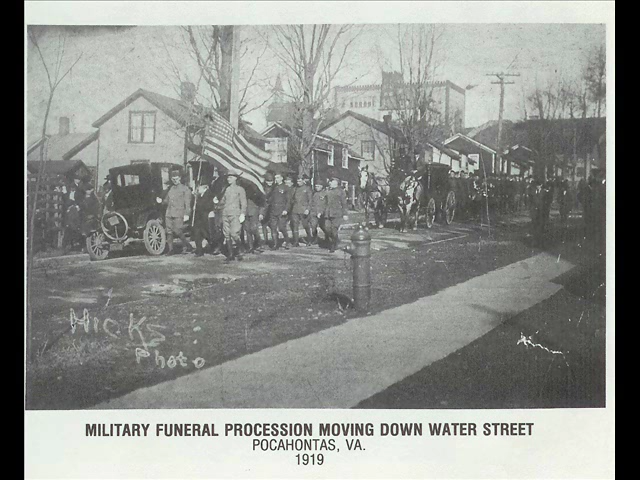 HICKS
Photo
MILITARY FUNERAL PROCESSION MOVING DOWN WATER STREET
POCAHONTAS, VA.
1919